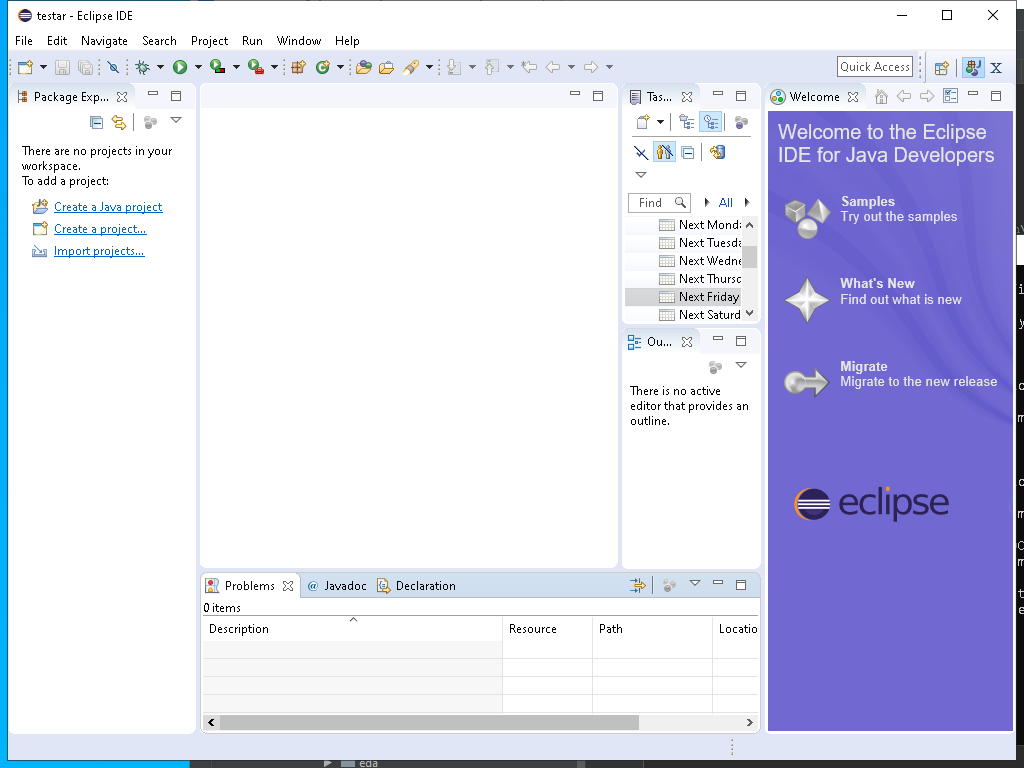 testar - Eclipse IDE
File Edit Navigate Search Project Run Window Help
Quick Access
Package Exp...
There are no projects in your
workspace.
To add a project:
Create a Java project
Create a project...
Import projects...
Tas...
Find All
Next Monda
Next Tuesda
Next Wedne
Next Thursc
Next Friday
Next Saturd
Ou...
There is no active
editor that provides an
outline.
Welcome
Welcome to the Eclipse
IDE for Java Developers
Samples
Try out the samples
What's New
Find out what is new
Migrate
Migrate to the new release
eclipse
Problems @ Javadoc Declaration
0 items
Description Resource Path Locatio
eda